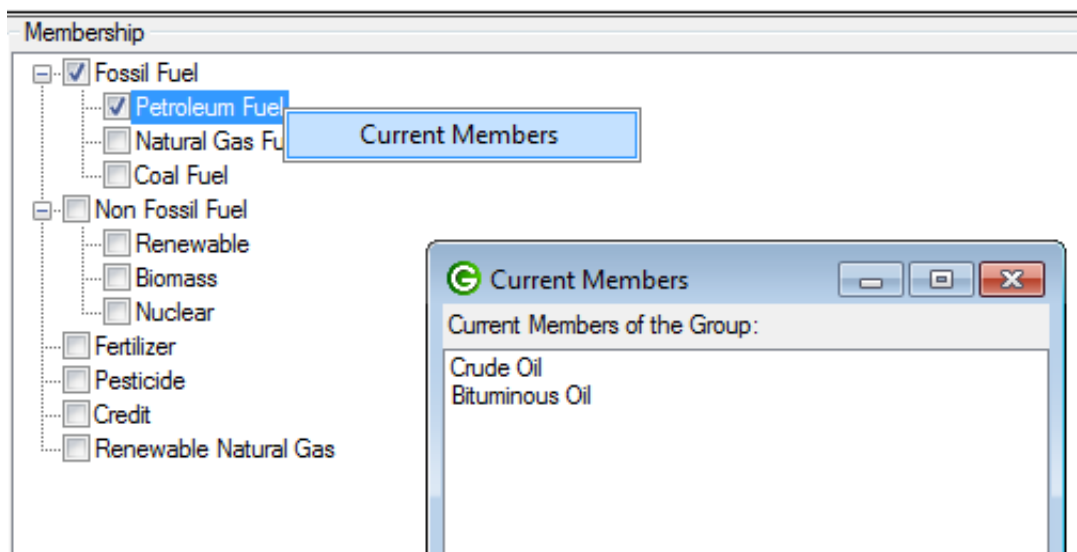 Membership
Fossil Fuel
Petroleum Fuel
Current Members
Natural Gas Fu
Coal Fuel
Non Fossil Fuel
Renewable
Biomass
Nuclear
Fertilizer
Pesticide
Credit
Renewable Natural Gas
Current Members
Current Members of the Group:
Crude Oil
Bituminous Oil